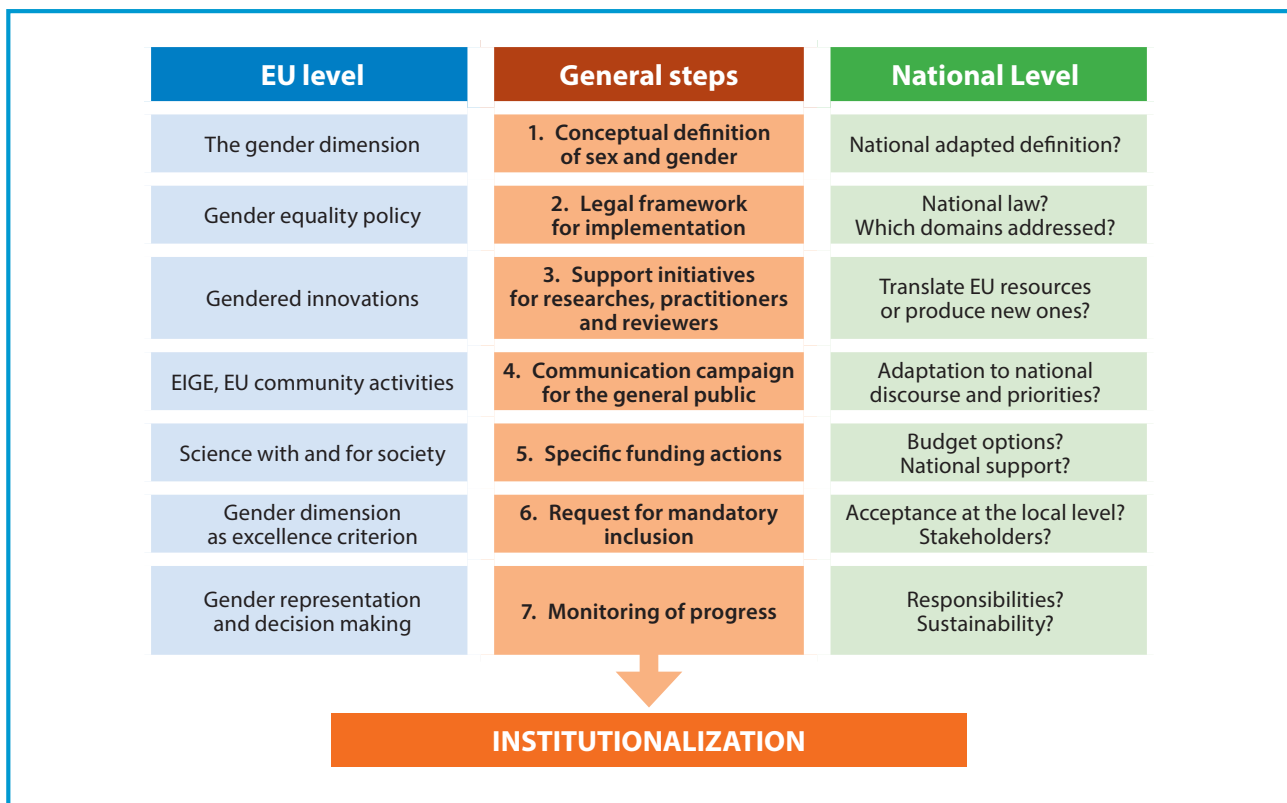 EU level
General steps
National Level
The gender dimension
1. Conceptual definition
of sex and gender
National adapted definition?
Gender equality policy
2. Legal framework
for implementation
National law?
Which domains addressed?
Gendered innovations
3. Support initiatives
for researches, practitioners
and reviewers
Translate EU resources
or produce new ones?
EIGE, EU community activities
4. Communication campaign
for the general public
Adaptation to national
discourse and priorities?
Science with and for society
5. Specific funding actions
Budget options?
National support?
Gender dimension
as excellence criterion
6. Request for mandatory
inclusion
Acceptance at the local level?
Stakeholders?
Gender representation
and decision making
7. Monitoring of progress
Responsibilities?
Sustainability?
INSTITUTIONALIZATION